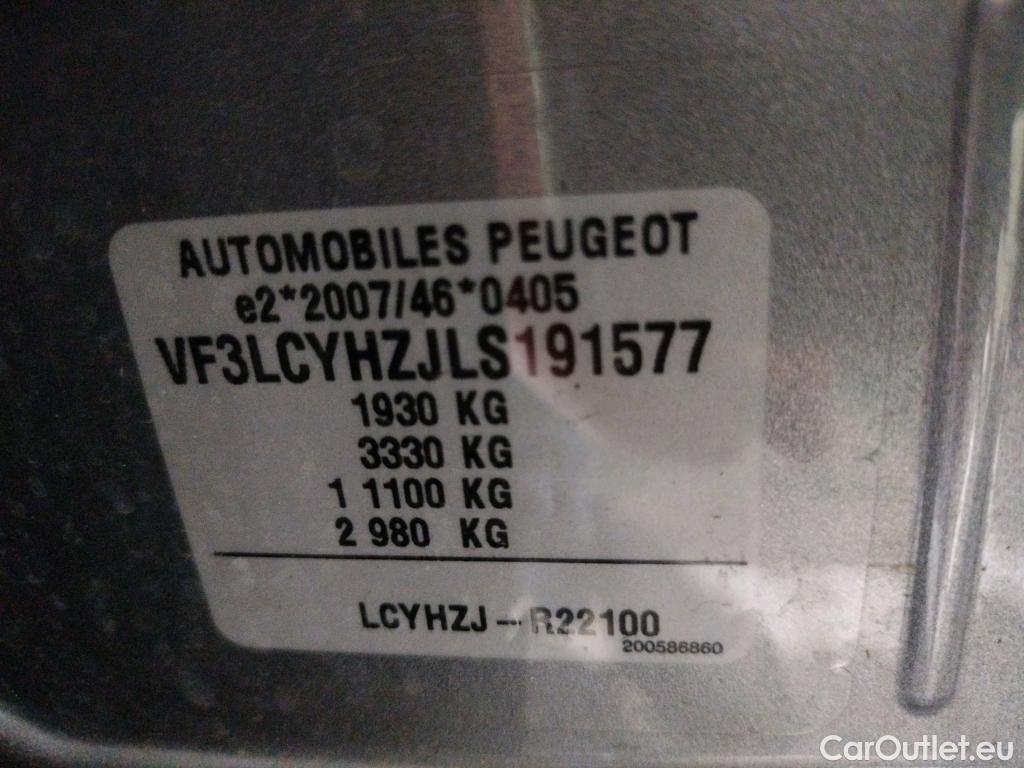 AUTOMOBILES PEUGEOT
e2*2007/46*0405
VF3LCYHZJLS191577
1930 KG
3330 KG
1 1100 KG
2 980 KG
LCYHZJ - R22100
200586860
CarOutlet.eu